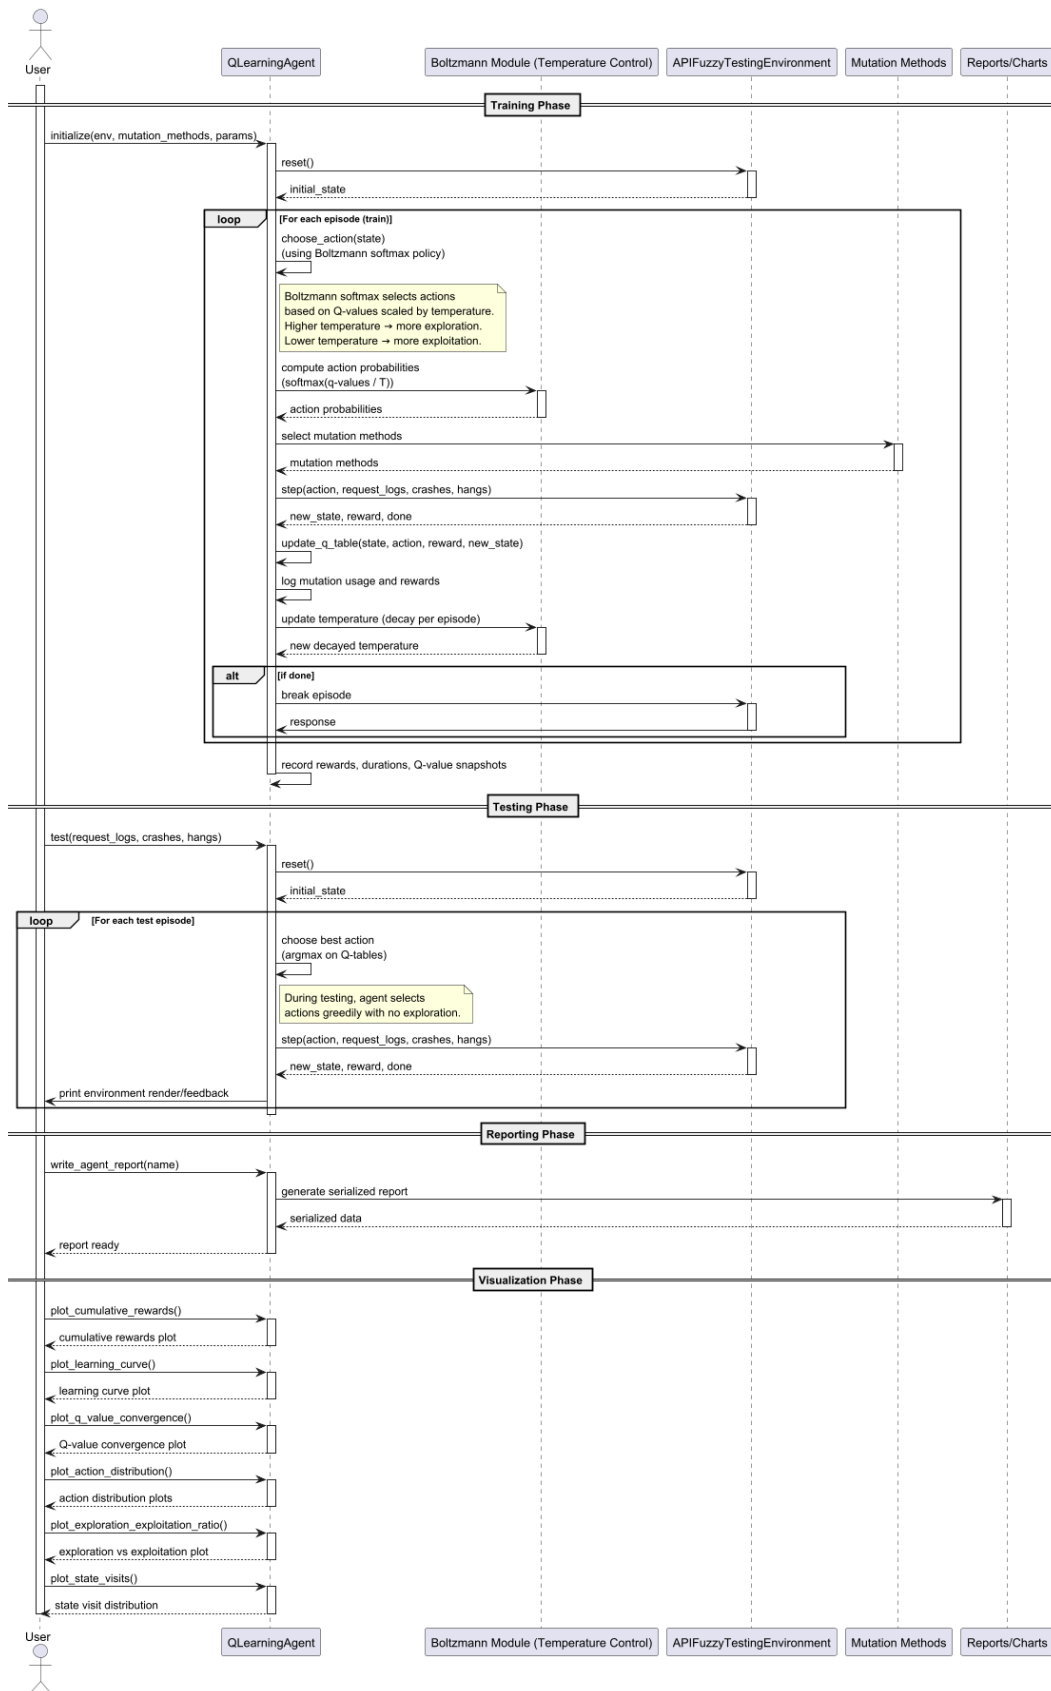 User
QLearningAgent
Boltzmann Module (Temperature Control)
APIFuzzyTestingEnvironment
Mutation Methods
Reports/Charts
Training Phase
initialize(env, mutation_methods, params)
reset()
initial_state
loop
[For each episode (train)]
choose_action(state)
(using Boltzmann softmax policy)
Boltzmann softmax selects actions
based on Q-values scaled by temperature.
Higher temperature → more exploration.
Lower temperature → more exploitation.
compute action probabilities
(softmax(q-values / T))
action probabilities
select mutation methods
mutation methods
step(action, request_logs, crashes, hangs)
new_state, reward, done
update_q_table(state, action, reward, new_state)
log mutation usage and rewards
update temperature (decay per episode)
new decayed temperature
alt
[if done]
break episode
response
record rewards, durations, Q-value snapshots
Testing Phase
test(request_logs, crashes, hangs)
reset()
initial_state
loop
[For each test episode]
choose best action
(argmax on Q-tables)
During testing, agent selects
actions greedily with no exploration.
step(action, request_logs, crashes, hangs)
new_state, reward, done
print environment render/feedback
Reporting Phase
write_agent_report(name)
generate serialized report
serialized data
report ready
Visualization Phase
plot_cumulative_rewards()
cumulative rewards plot
plot_learning_curve()
learning curve plot
plot_q_value_convergence()
Q-value convergence plot
plot_action_distribution()
action distribution plots
plot_exploration_exploitation_ratio()
exploration vs exploitation plot
plot_state_visits()
state visit distribution
User
QLearningAgent
Boltzmann Module (Temperature Control)
APIFuzzyTestingEnvironment
Mutation Methods
Reports/Charts